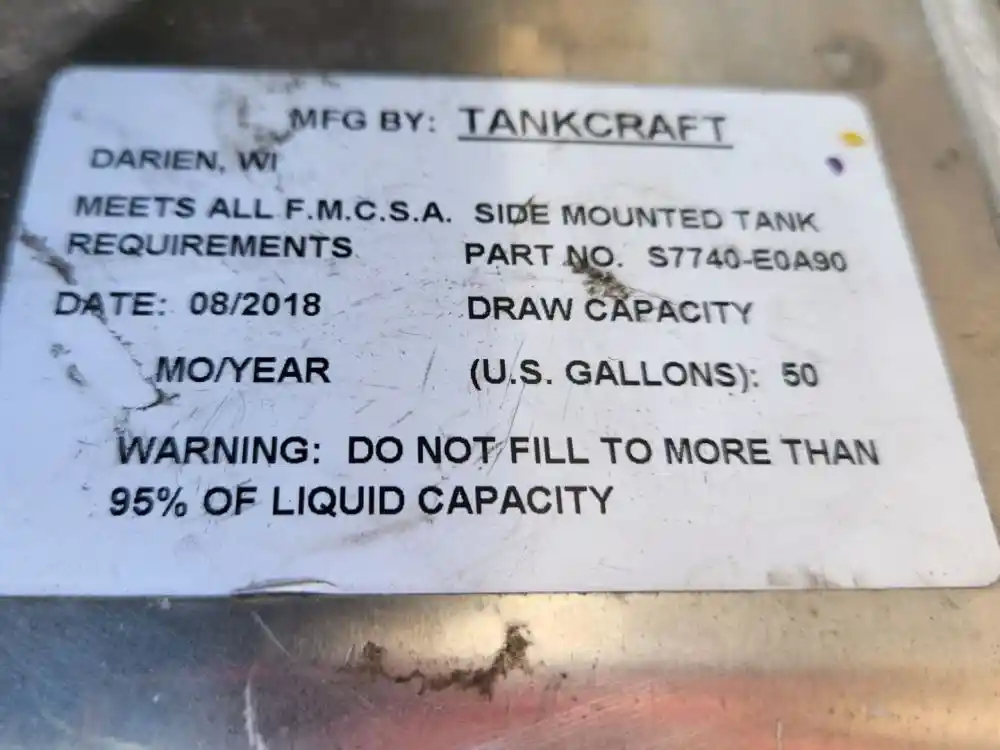 MFG BY: TANKCRAFT
DARIEN, WI
MEETS ALL F.M.C.S.A. SIDE MOUNTED TANK
REQUIREMENTS PART NO. S7740-E0A90
DATE: 08/2018 DRAW CAPACITY
MO/YEAR (U.S. GALLONS): 50
WARNING: DO NOT FILL TO MORE THAN
95% OF LIQUID CAPACITY